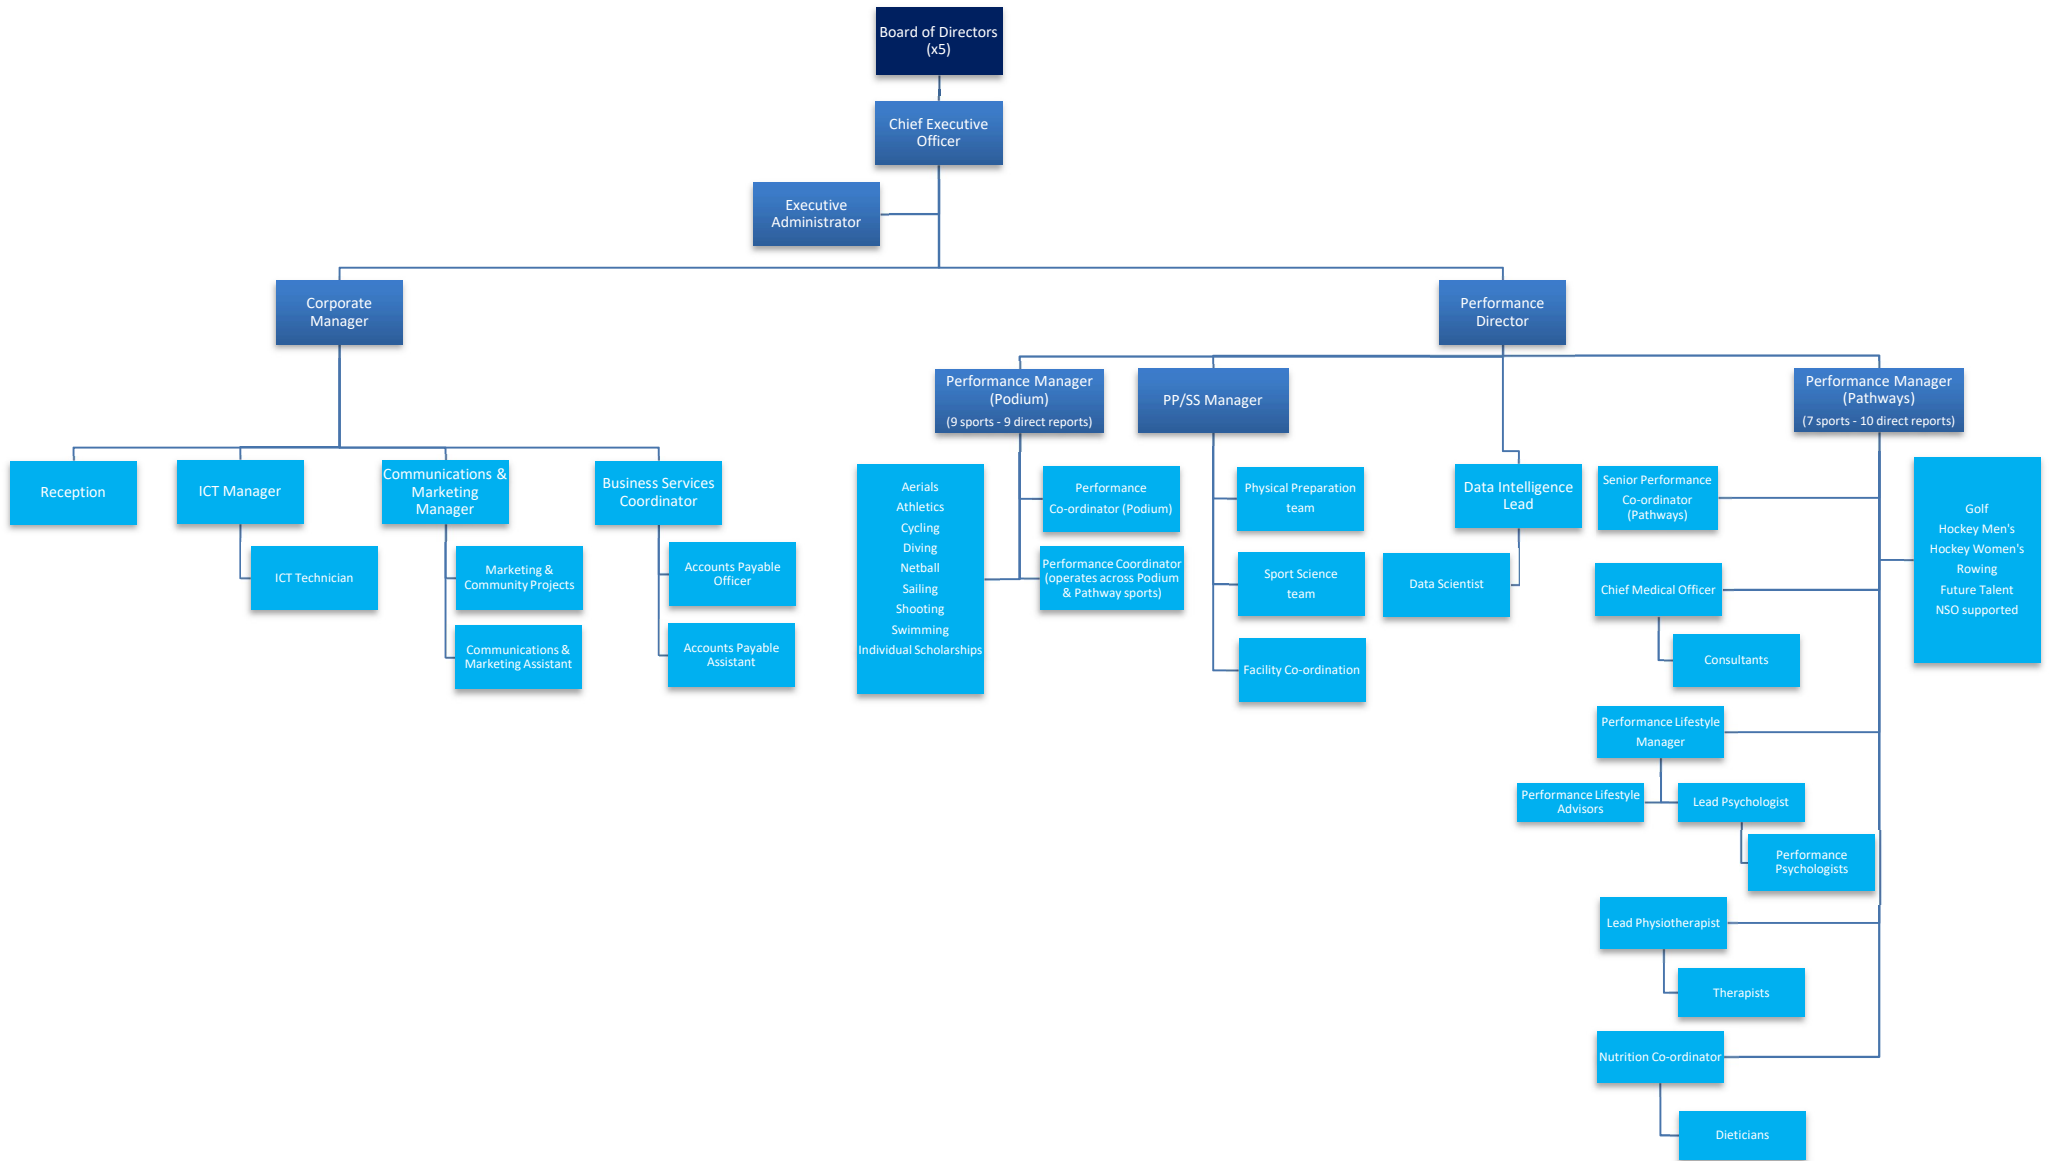 Board of Directors
(x5)
Chief Executive
Officer
Executive
Administrator
Corporate
Manager
Performance
Director
Performance Manager
(Podium)
(9 sports - 9 direct reports)
PP/SS Manager
Performance Manager
(Pathways)
(7 sports - 10 direct reports)
Reception
ICT Manager
Communications &
Marketing
Manager
Business Services
Coordinator
ICT Technician
Marketing &
Community Projects
Communications &
Marketing Assistant
Accounts Payable
Officer
Accounts Payable
Assistant
Aerials
Athletics
Cycling
Diving
Netball
Sailing
Shooting
Swimming
Individual Scholarships
Performance
Co-ordinator (Podium)
Performance Coordinator
(operates across Podium
& Pathway sports)
Physical Preparation
team
Sport Science
team
Facility Co-ordination
Data Intelligence
Lead
Data Scientist
Senior Performance
Co-ordinator
(Pathways)
Chief Medical Officer
Consultants
Performance Lifestyle
Manager
Performance Lifestyle
Advisors
Lead Psychologist
Performance
Psychologists
Lead Physiotherapist
Therapists
Nutrition Co-ordinator
Dieticians
Golf
Hockey Men's
Hockey Women's
Rowing
Future Talent
NSO supported